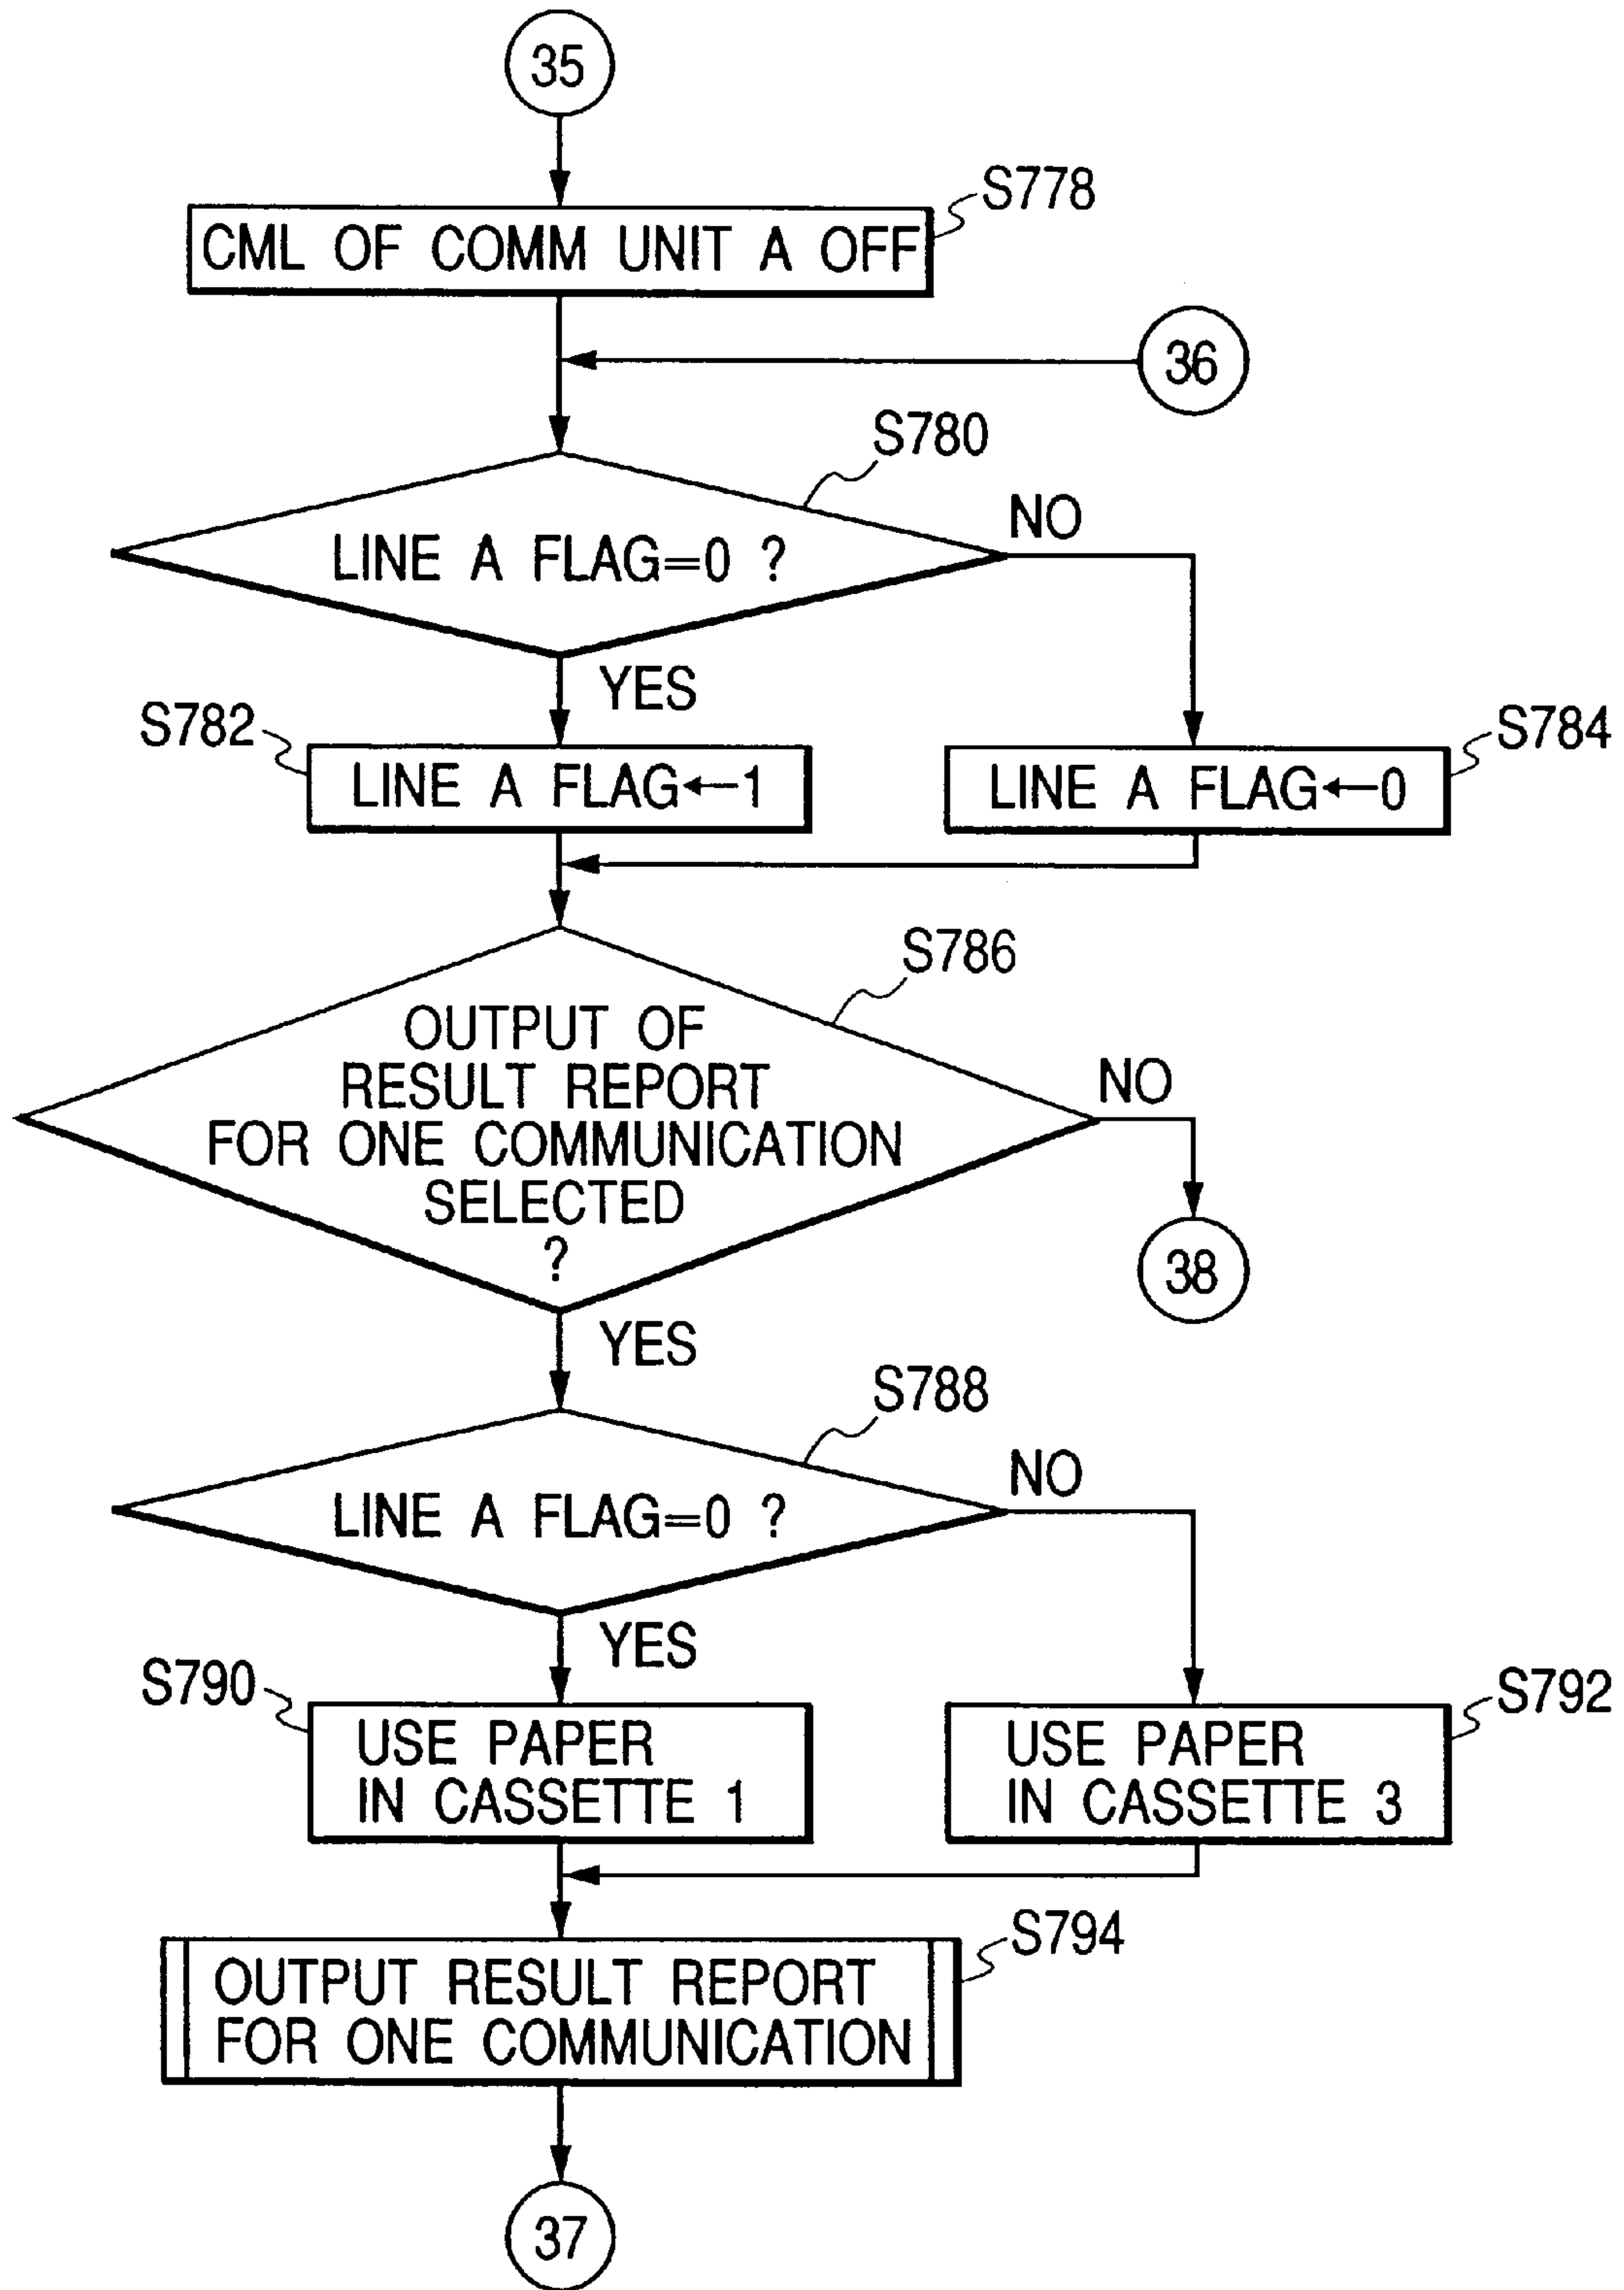 35
S778
CML OF COMM UNIT A OFF
36
S780
LINE A FLAG=0 ?
NO
YES
S782
LINE A FLAG←1
S784
LINE A FLAG←0
S786
OUTPUT OF
RESULT REPORT
FOR ONE COMMUNICATION
SELECTED
?
NO
38
YES
S788
LINE A FLAG=0 ?
NO
YES
S790
USE PAPER
IN CASSETTE 1
S792
USE PAPER
IN CASSETTE 3
S794
OUTPUT RESULT REPORT
FOR ONE COMMUNICATION
37